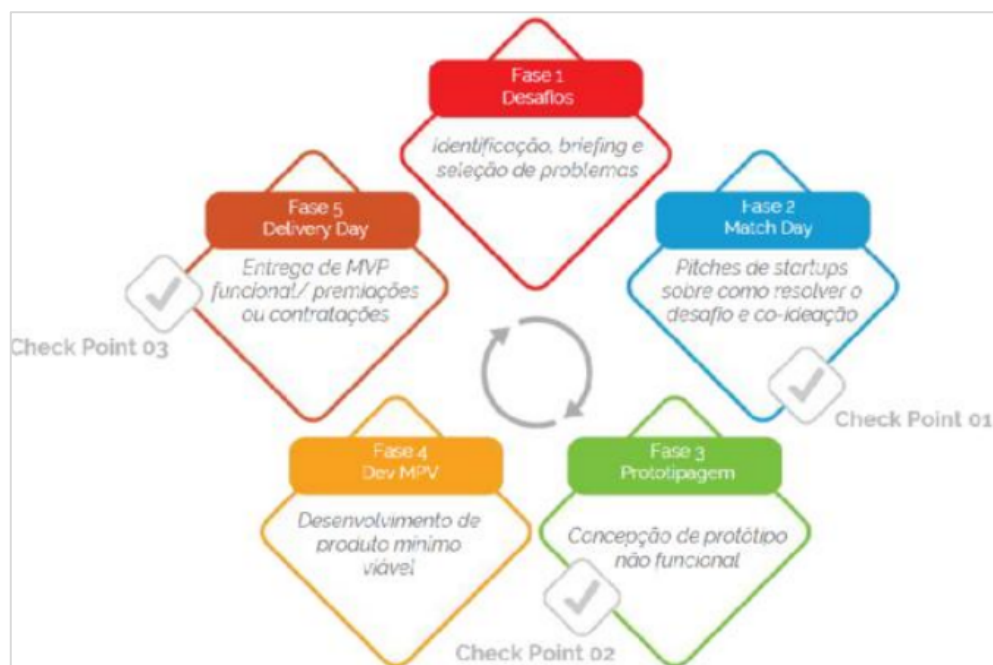 Fase 1
Desafios
Identificação, briefing e
seleção de problemas
Fase 2
Match Day
Pitches de startups
sobre como resolver o
desafio e co-ideação
Check Point 01
Fase 3
Prototipagem
Concepção de protótipo
não funcional
Check Point 02
Fase 4
Dev MPV
Desenvolvimento de
produto mínimo
viável
Fase 5
Delivery Day
Entrega de MVP
funcional/ premiações
ou contratações
Check Point 03